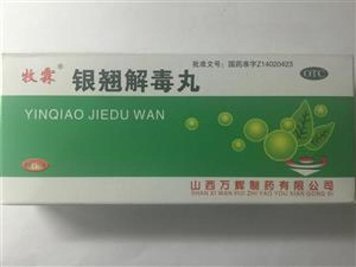 批准文号：国药准字Z14020423
牧霖®
银翘解毒丸
OTC
YINQIAO JIEDU WAN
山西万辉制药有限公司
SHAN XI WAN HUI ZHI YAO YOU XIAN GONG SI